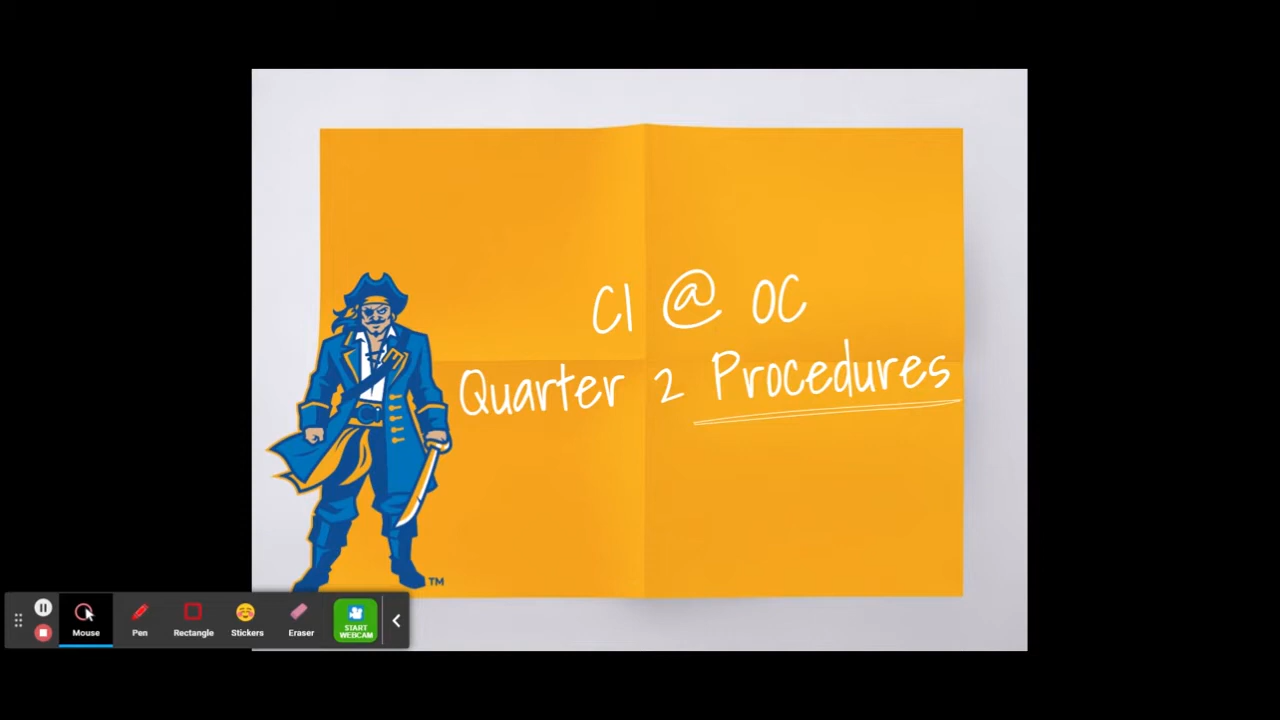 CI @ OC
Quarter 2 Procedures
TM
Mouse
Pen
Rectangle
Stickers
Eraser
START
WEBCAM